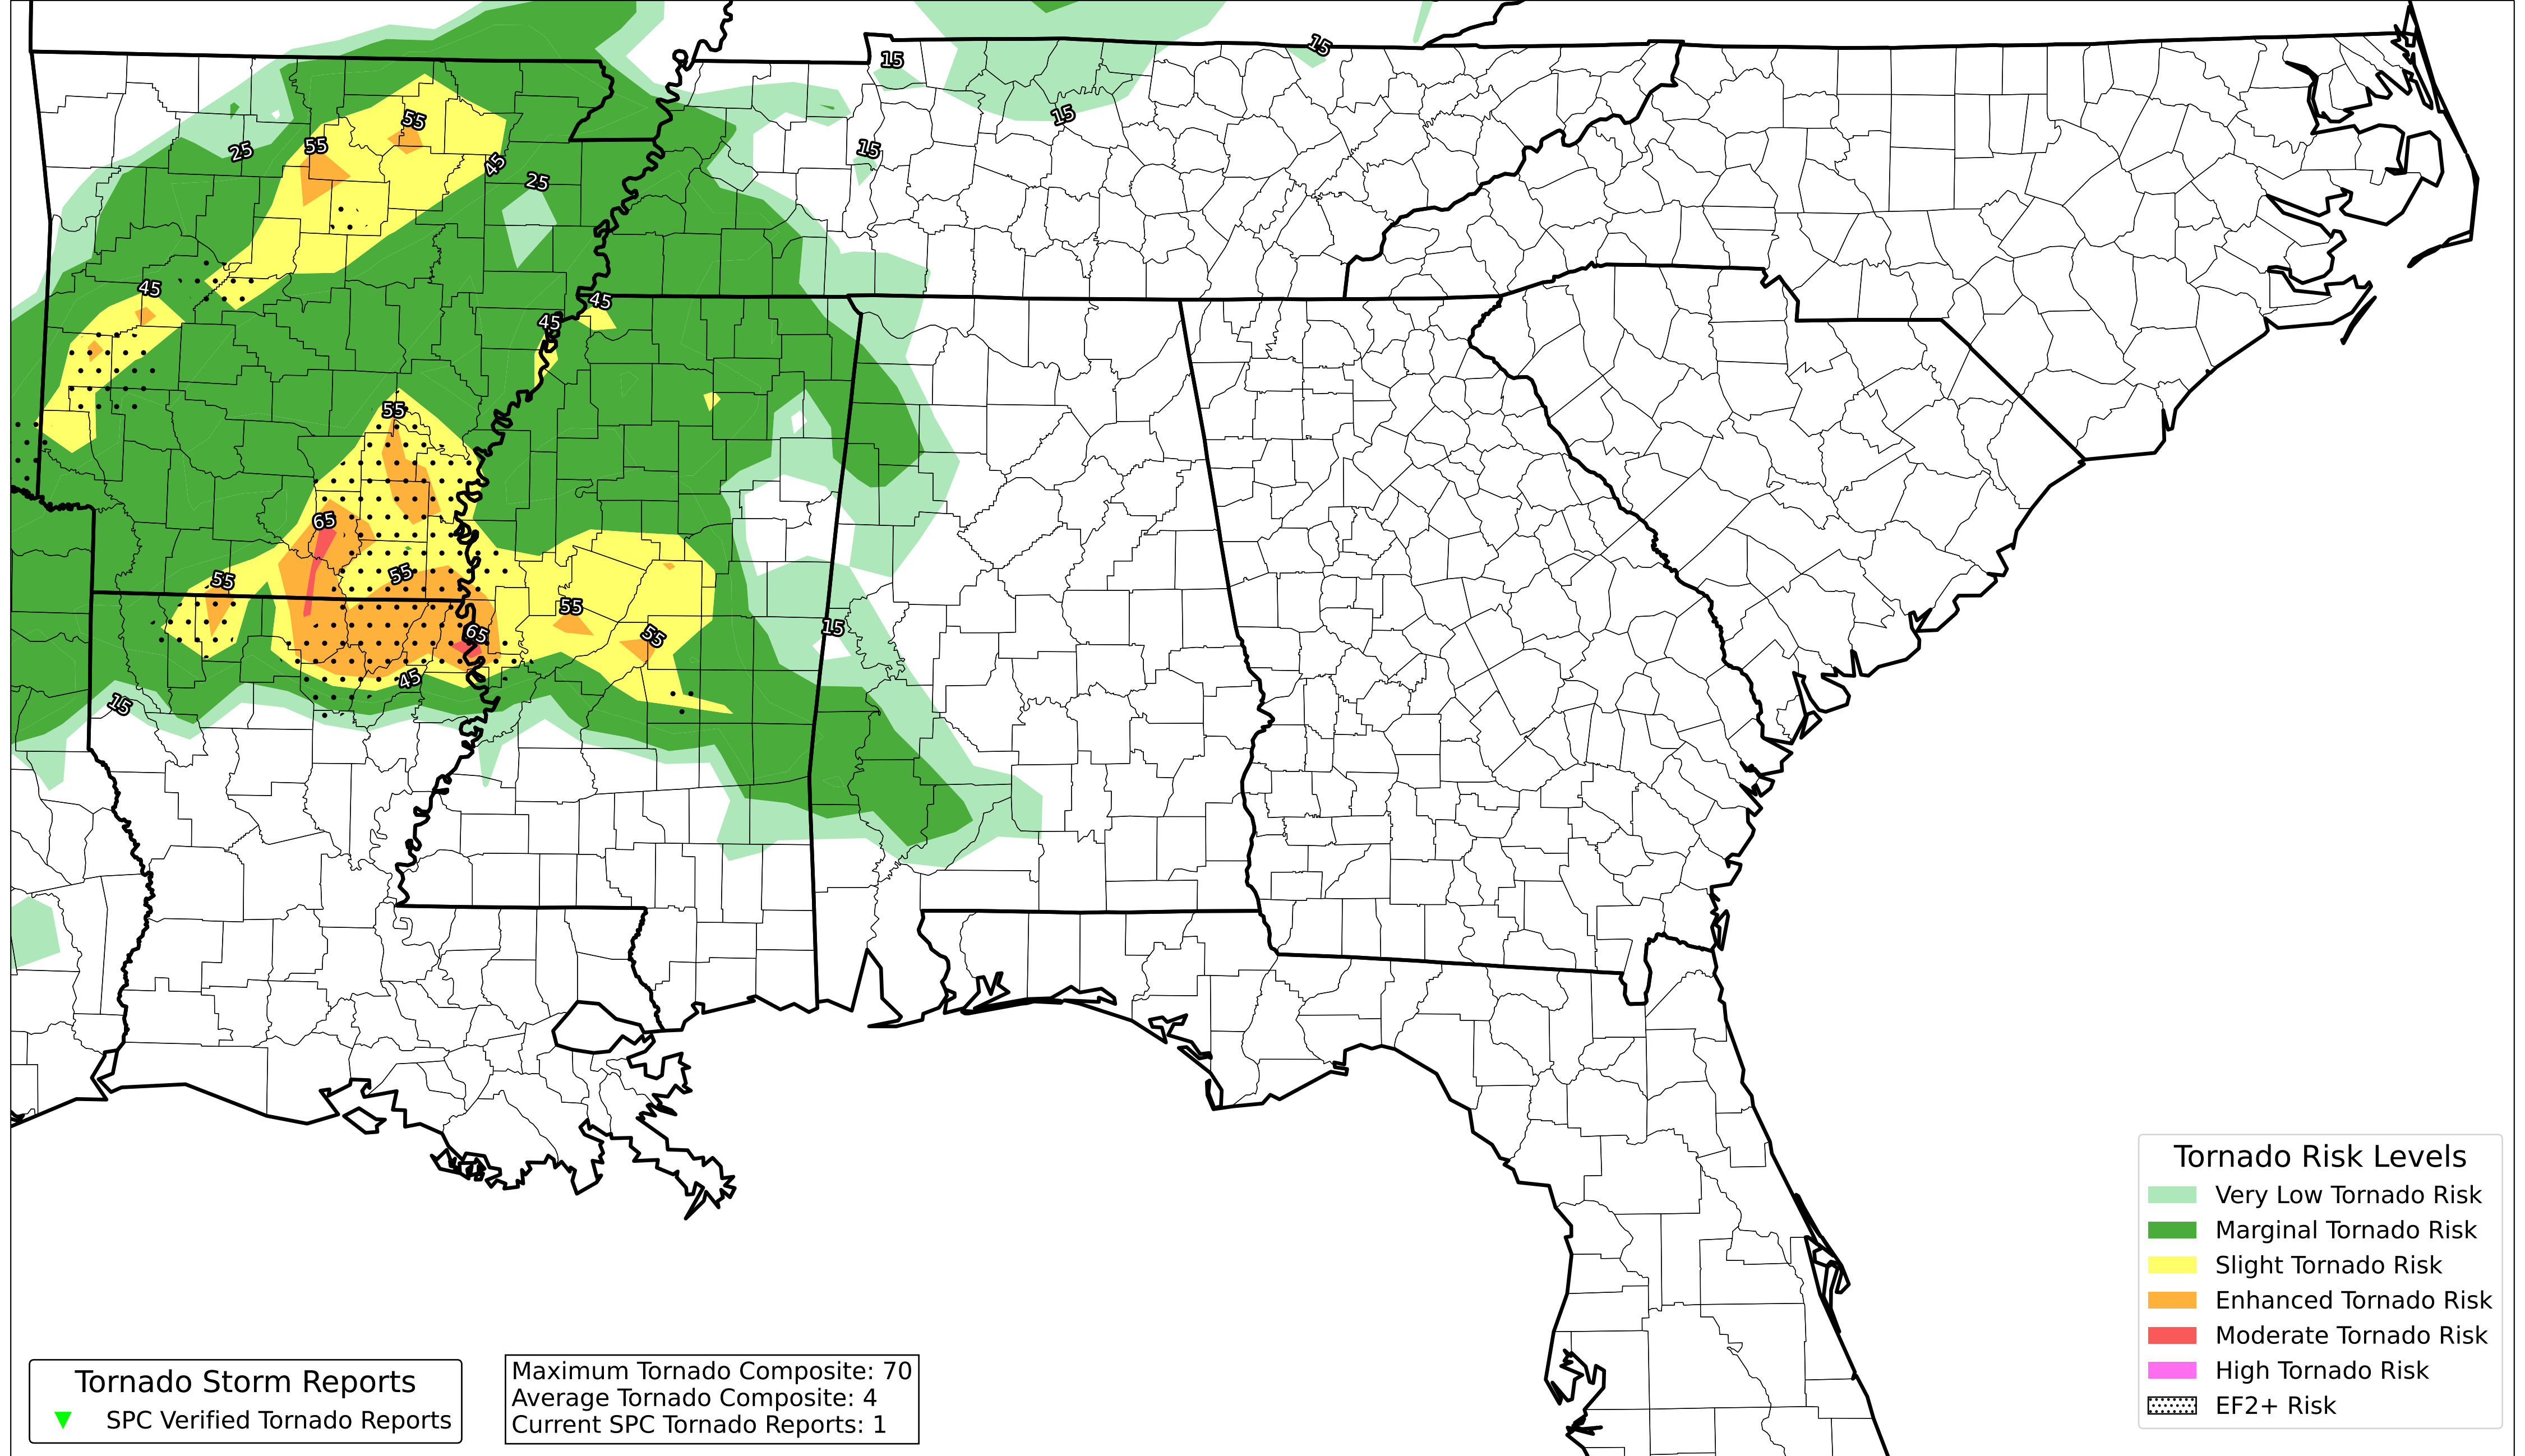 15
15
15
55
55
25
15
45
25
45
45
45
55
65
55
55
55
15
65
55
45
15
Tornado Risk Levels
Very Low Tornado Risk
Marginal Tornado Risk
Slight Tornado Risk
Enhanced Tornado Risk
Moderate Tornado Risk
High Tornado Risk
EF2+ Risk
Tornado Storm Reports
SPC Verified Tornado Reports
Maximum Tornado Composite: 70
Average Tornado Composite: 4
Current SPC Tornado Reports: 1